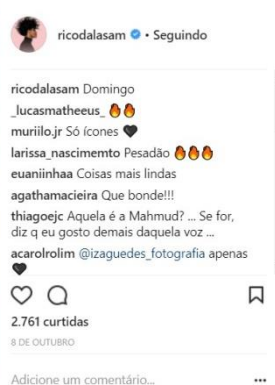 ricodalasam • Seguindo
ricodalasam Domingo
_lucasmatheeus_ 🔥🔥
muriilo.jr Só ícones 🖤
larissa_nascimemto Pesadão 🔥🔥🔥
euaniinhaa Coisas mais lindas
agathamacieira Que bonde!!!
thiagoejc Aquela é a Mahmud? ... Se for,
diz q eu gosto demais daquela voz ...
acarolrolim @izaguedes_fotografia apenas
🖤
2.761 curtidas
8 DE OUTUBRO
Adicione um comentário...